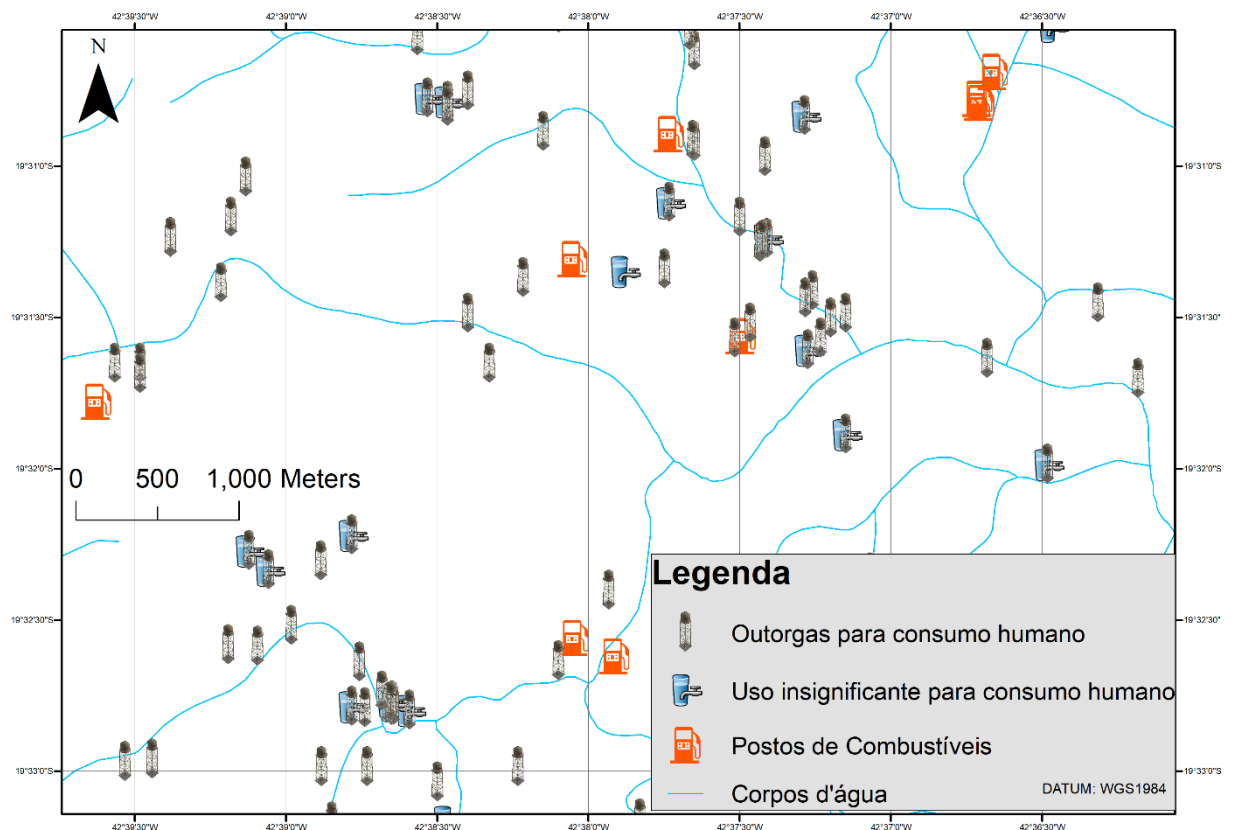 42°39'30"W 42°39'0"W 42°38'30"W 42°38'0"W 42°37'30"W 42°37'0"W 42°36'30"W
N
19°31'0"S 19°31'0"S
19°31'30"S 19°31'30"S
19°32'0"S 19°32'0"S
0 500 1,000 Meters
19°32'30"S 19°32'30"S
Legenda
Outorgas para consumo humano
Uso insignificante para consumo humano
Postos de Combustíveis
Corpos d'água
DATUM: WGS1984
19°33'0"S 19°33'0"S
42°39'30"W 42°39'0"W 42°38'30"W 42°38'0"W 42°37'30"W 42°37'0"W 42°36'30"W